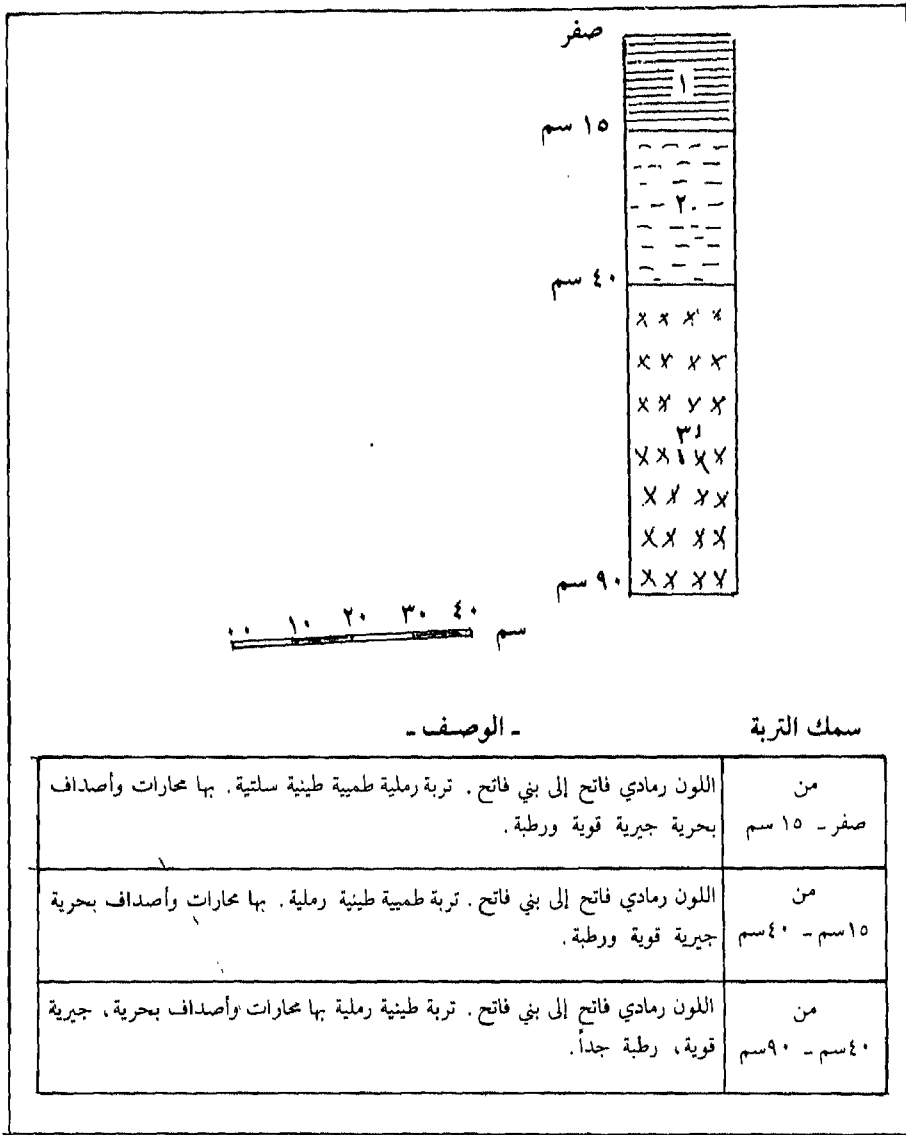 صفر
١
١٥ سم
٢٠
٤٠ سم
٣
٩٠ سم
٠٠ ١٠ ٢٠ ٣٠ ٤٠ سم
سمك التربة
ـ الوصف ـ
من
صفر ـ ١٥ سم
اللون رمادي فاتح إلى بني فاتح. تربة رملية طميية طينية سلتية. بها محارات وأصداف
بحرية جيرية قوية ورطبة.
من
١٥سم ـ ٤٠سم
اللون رمادي فاتح إلى بني فاتح. تربة طميية طينية رملية. بها محارات وأصداف بحرية
جيرية قوية ورطبة.
من
٤٠سم ـ ٩٠سم
اللون رمادي فاتح إلى بني فاتح. تربة طينية رملية بها محارات وأصداف بحرية، جيرية
قوية، رطبة جداً.